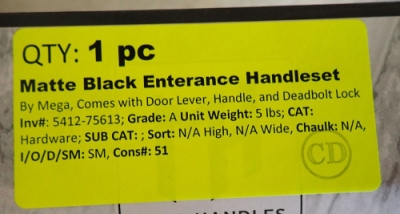 QTY: 1 pc
Matte Black Enterance Handleset
By Mega, Comes with Door Lever, Handle, and Deadbolt Lock
Inv#: 5412-75613; Grade: A Unit Weight: 5 lbs; CAT:
Hardware; SUB CAT: ; Sort: N/A High, N/A Wide, Chaulk: N/A,
I/O/D/SM: SM, Cons#: 51
CD
HANDLES